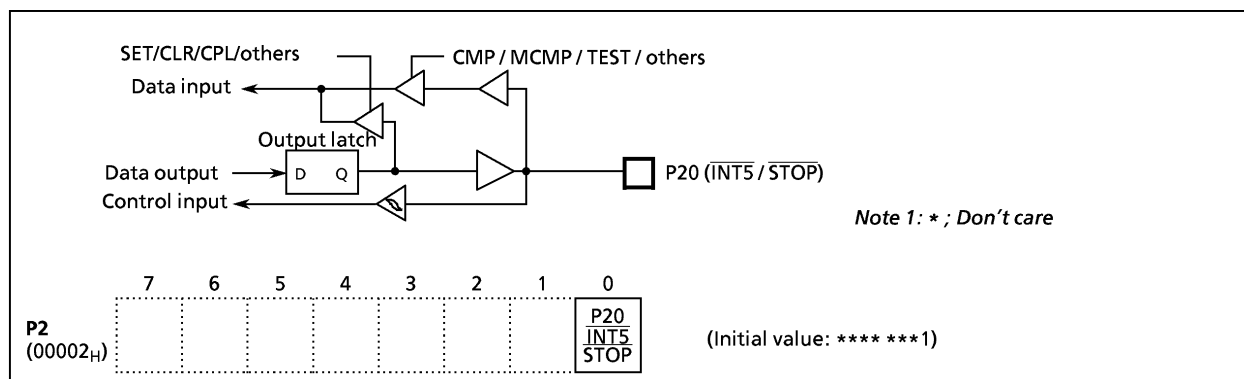 SET/CLR/CPL/others
CMP / MCMP / TEST / others
Data input
Output latch
Data output
D Q
P20 (INT5 / STOP)
Control input
Note 1: * ; Don't care
7 6 5 4 3 2 1 0
P2
(00002H)
P20
INT5
STOP
(Initial value: **** ***1)